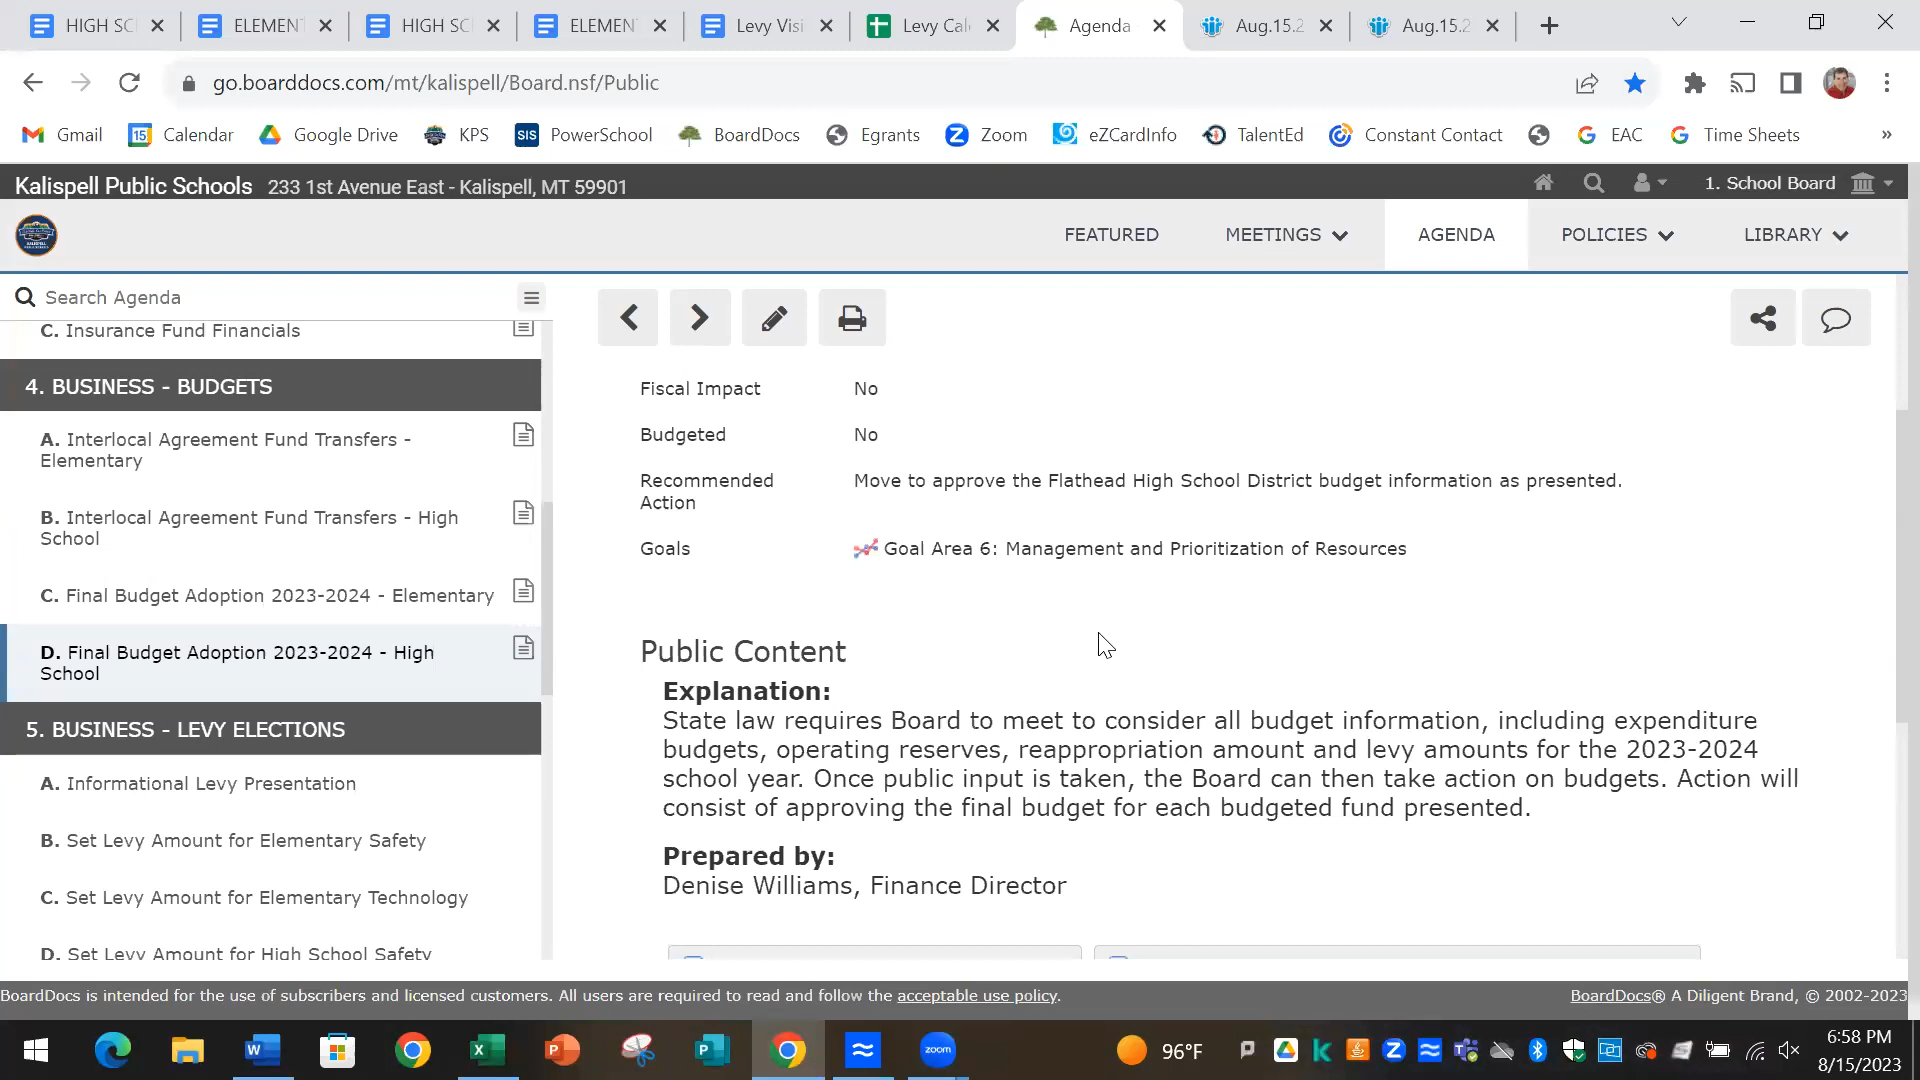 HIGH SC
ELEMEN
HIGH SC
ELEMEN
Levy Visi
Levy Cal
Agenda
Aug.15.2
Aug.15.2
go.boarddocs.com/mt/kalispell/Board.nsf/Public
Gmail
15
Calendar
Google Drive
KPS
SIS
PowerSchool
BoardDocs
Egrants
Zoom
eZCardInfo
TalentEd
Constant Contact
EAC
Time Sheets
»
Kalispell Public Schools 233 1st Avenue East - Kalispell, MT 59901
1. School Board
FEATURED
MEETINGS
AGENDA
POLICIES
LIBRARY
Search Agenda
C. Insurance Fund Financials
4. BUSINESS - BUDGETS
A. Interlocal Agreement Fund Transfers -
Elementary
B. Interlocal Agreement Fund Transfers - High
School
C. Final Budget Adoption 2023-2024 - Elementary
D. Final Budget Adoption 2023-2024 - High
School
5. BUSINESS - LEVY ELECTIONS
A. Informational Levy Presentation
B. Set Levy Amount for Elementary Safety
C. Set Levy Amount for Elementary Technology
D. Set Levy Amount for High School Safety
Fiscal Impact No
Budgeted No
Recommended Move to approve the Flathead High School District budget information as presented.
Action
Goals Goal Area 6: Management and Prioritization of Resources
Public Content
Explanation:
State law requires Board to meet to consider all budget information, including expenditure
budgets, operating reserves, reappropriation amount and levy amounts for the 2023-2024
school year. Once public input is taken, the Board can then take action on budgets. Action will
consist of approving the final budget for each budgeted fund presented.
Prepared by:
Denise Williams, Finance Director
BoardDocs is intended for the use of subscribers and licensed customers. All users are required to read and follow the acceptable use policy.
BoardDocs® A Diligent Brand, © 2002-2023
zoom
96°F
6:58 PM
8/15/2023